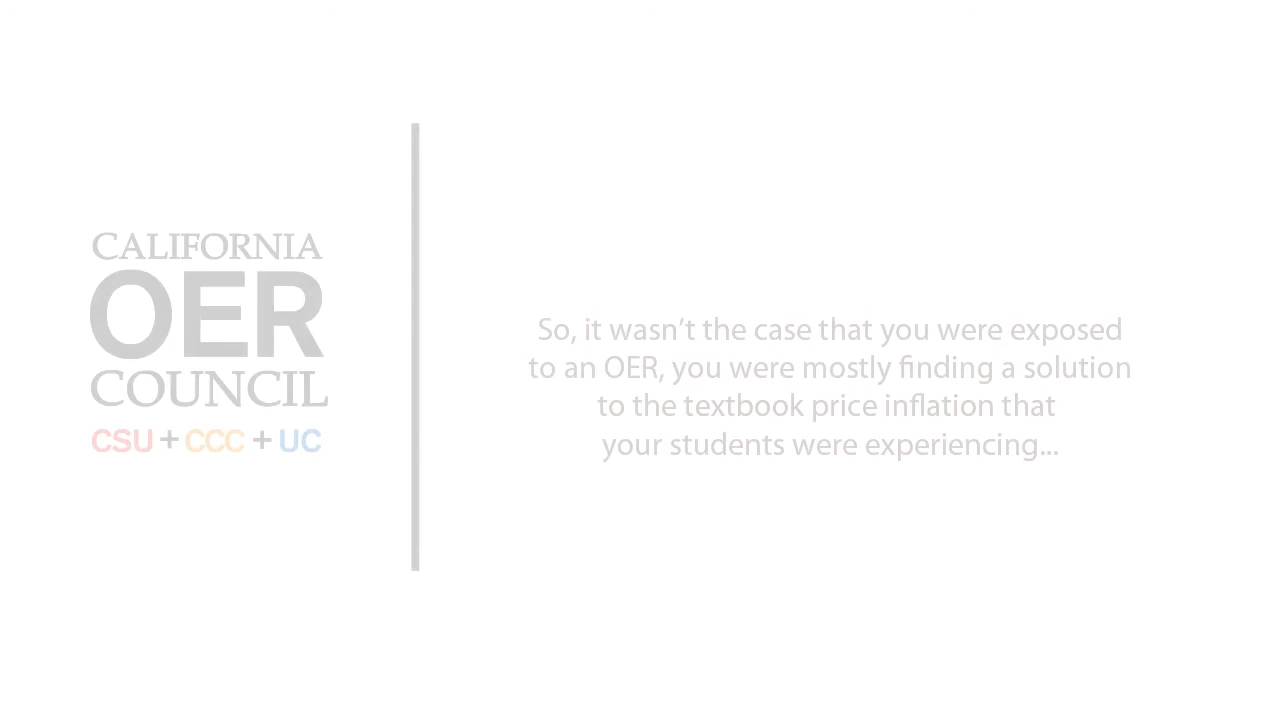 CALIFORNIA
OER
COUNCIL
CSU + CCC + UC
So, it wasn’t the case that you were exposed
to an OER, you were mostly finding a solution
to the textbook price inflation that
your students were experiencing...